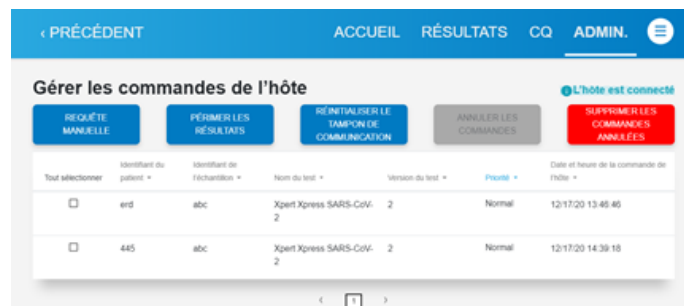 ‹ PRÉCÉDENT ACCUEIL RÉSULTATS CQ ADMIN.
Gérer les commandes de l'hôte L'hôte est connecté
REQUÊTE MANUELLE
PÉRIMER LES RÉSULTATS
RÉINITIALISER LE TAMPON DE COMMUNICATION
ANNULER LES COMMANDES
SUPPRIMER LES COMMANDES ANNULÉES
Tout sélectionner Identifiant du patient Identifiant de l'échantillon Nom du test Version du test Priorité Date et heure de la commande de l'hôte
erd abc Xpert Xpress SARS-CoV-2 2 Normal 12/17/20 13:46:46
445 abc Xpert Xpress SARS-CoV-2 2 Normal 12/17/20 14:39:18
‹ 1 ›